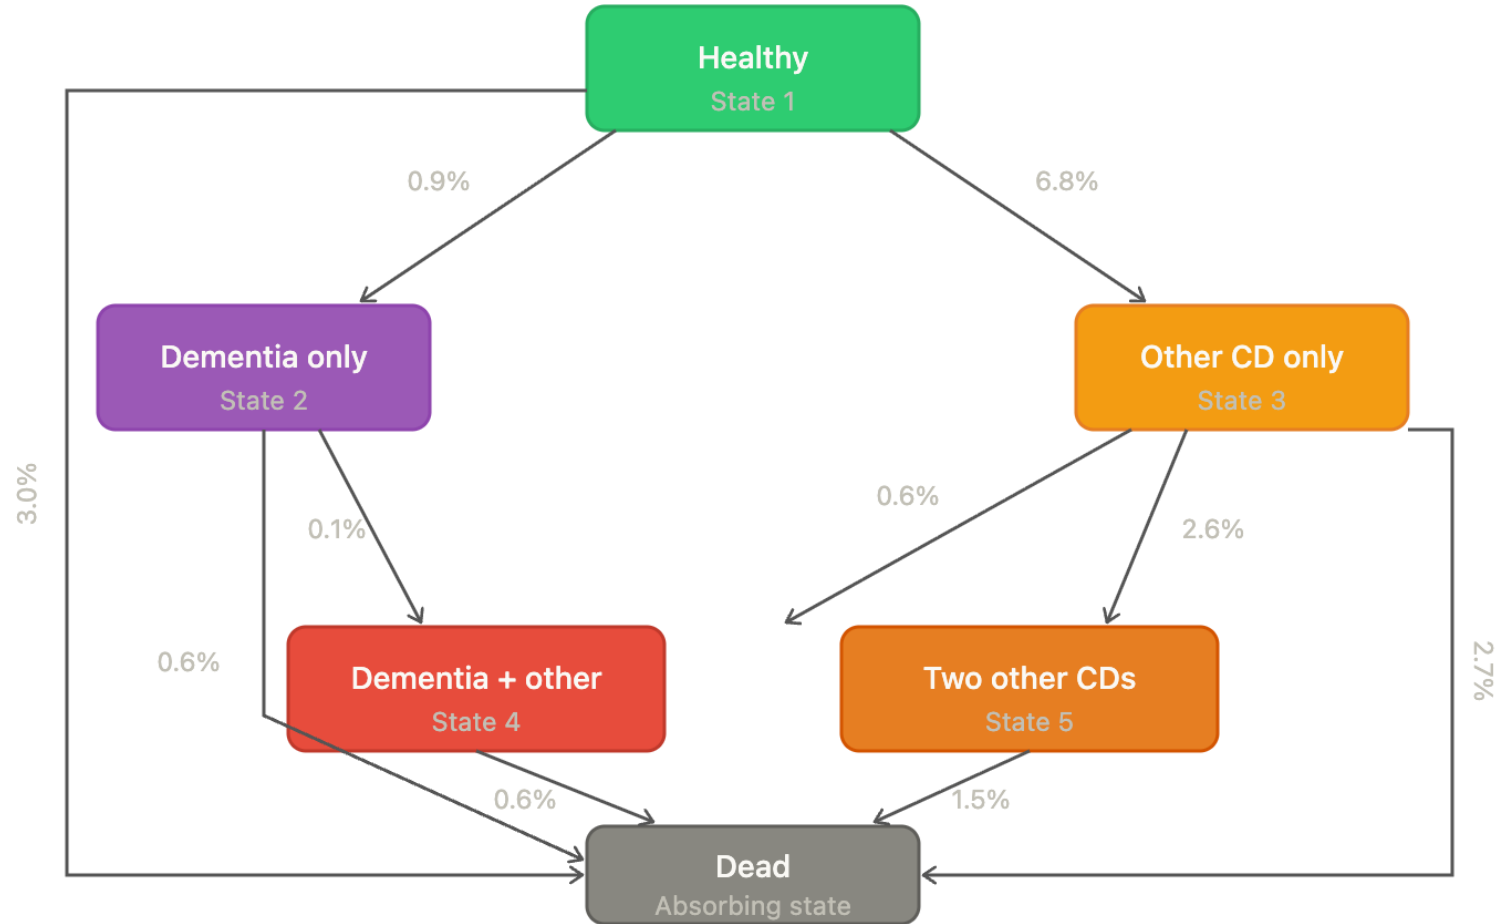 Healthy
State 1
0.9%
6.8%
Dementia only
State 2
Other CD only
State 3
3.0%
0.6%
0.1%
0.6%
2.6%
2.7%
Dementia + other
State 4
Two other CDs
State 5
0.6%
1.5%
Dead
Absorbing state